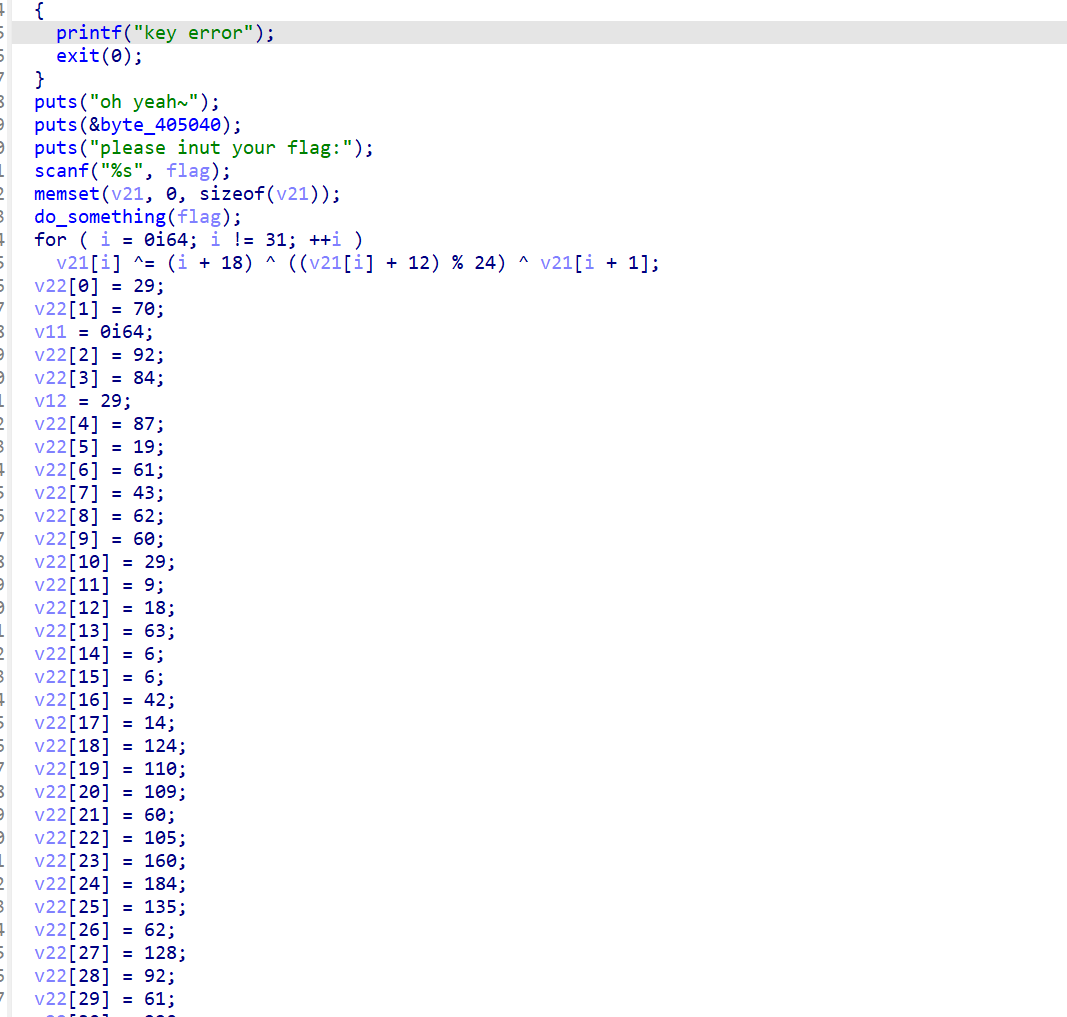 {
printf("key error");
exit(0);
}
puts("oh yeah~");
puts(&byte_405040);
puts("please inut your flag:");
scanf("%s", flag);
memset(v21, 0, sizeof(v21));
do_something(flag);
for ( i = 0i64; i != 31; ++i )
v21[i] ^= (i + 18) ^ ((v21[i] + 12) % 24) ^ v21[i + 1];
v22[0] = 29;
v22[1] = 70;
v11 = 0i64;
v22[2] = 92;
v22[3] = 84;
v12 = 29;
v22[4] = 87;
v22[5] = 19;
v22[6] = 61;
v22[7] = 43;
v22[8] = 62;
v22[9] = 60;
v22[10] = 29;
v22[11] = 9;
v22[12] = 18;
v22[13] = 63;
v22[14] = 6;
v22[15] = 6;
v22[16] = 42;
v22[17] = 14;
v22[18] = 124;
v22[19] = 110;
v22[20] = 109;
v22[21] = 60;
v22[22] = 105;
v22[23] = 160;
v22[24] = 184;
v22[25] = 135;
v22[26] = 62;
v22[27] = 128;
v22[28] = 92;
v22[29] = 61;